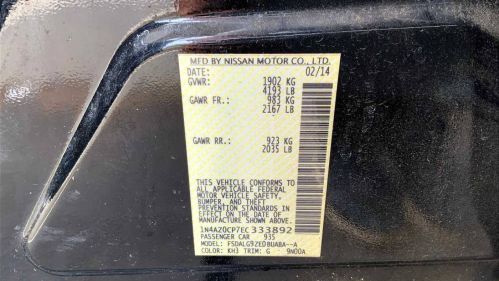 MFD BY NISSAN MOTOR CO., LTD.
DATE: 02/14
GVWR: 1902 KG
4193 LB
GAWR FR.: 983 KG
2167 LB
GAWR RR.: 923 KG
2035 LB
THIS VEHICLE CONFORMS TO
ALL APPLICABLE FEDERAL
MOTOR VEHICLE SAFETY,
BUMPER, AND THEFT
PREVENTION STANDARDS IN
EFFECT ON THE DATE OF
MANUFACTURE SHOWN ABOVE.
1N4AZ0CP7EC 333892
PASSENGER CAR 935
MODEL: FSDALG9ZE0BUABA--A
COLOR: KH3 TRIM: G 9N00A